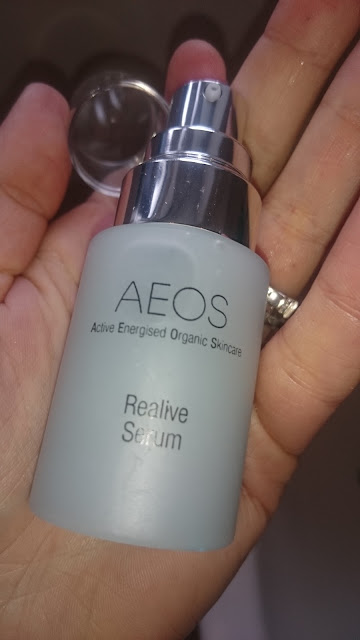 AEOS
Active Energised Organic Skincare
Realive
Serum